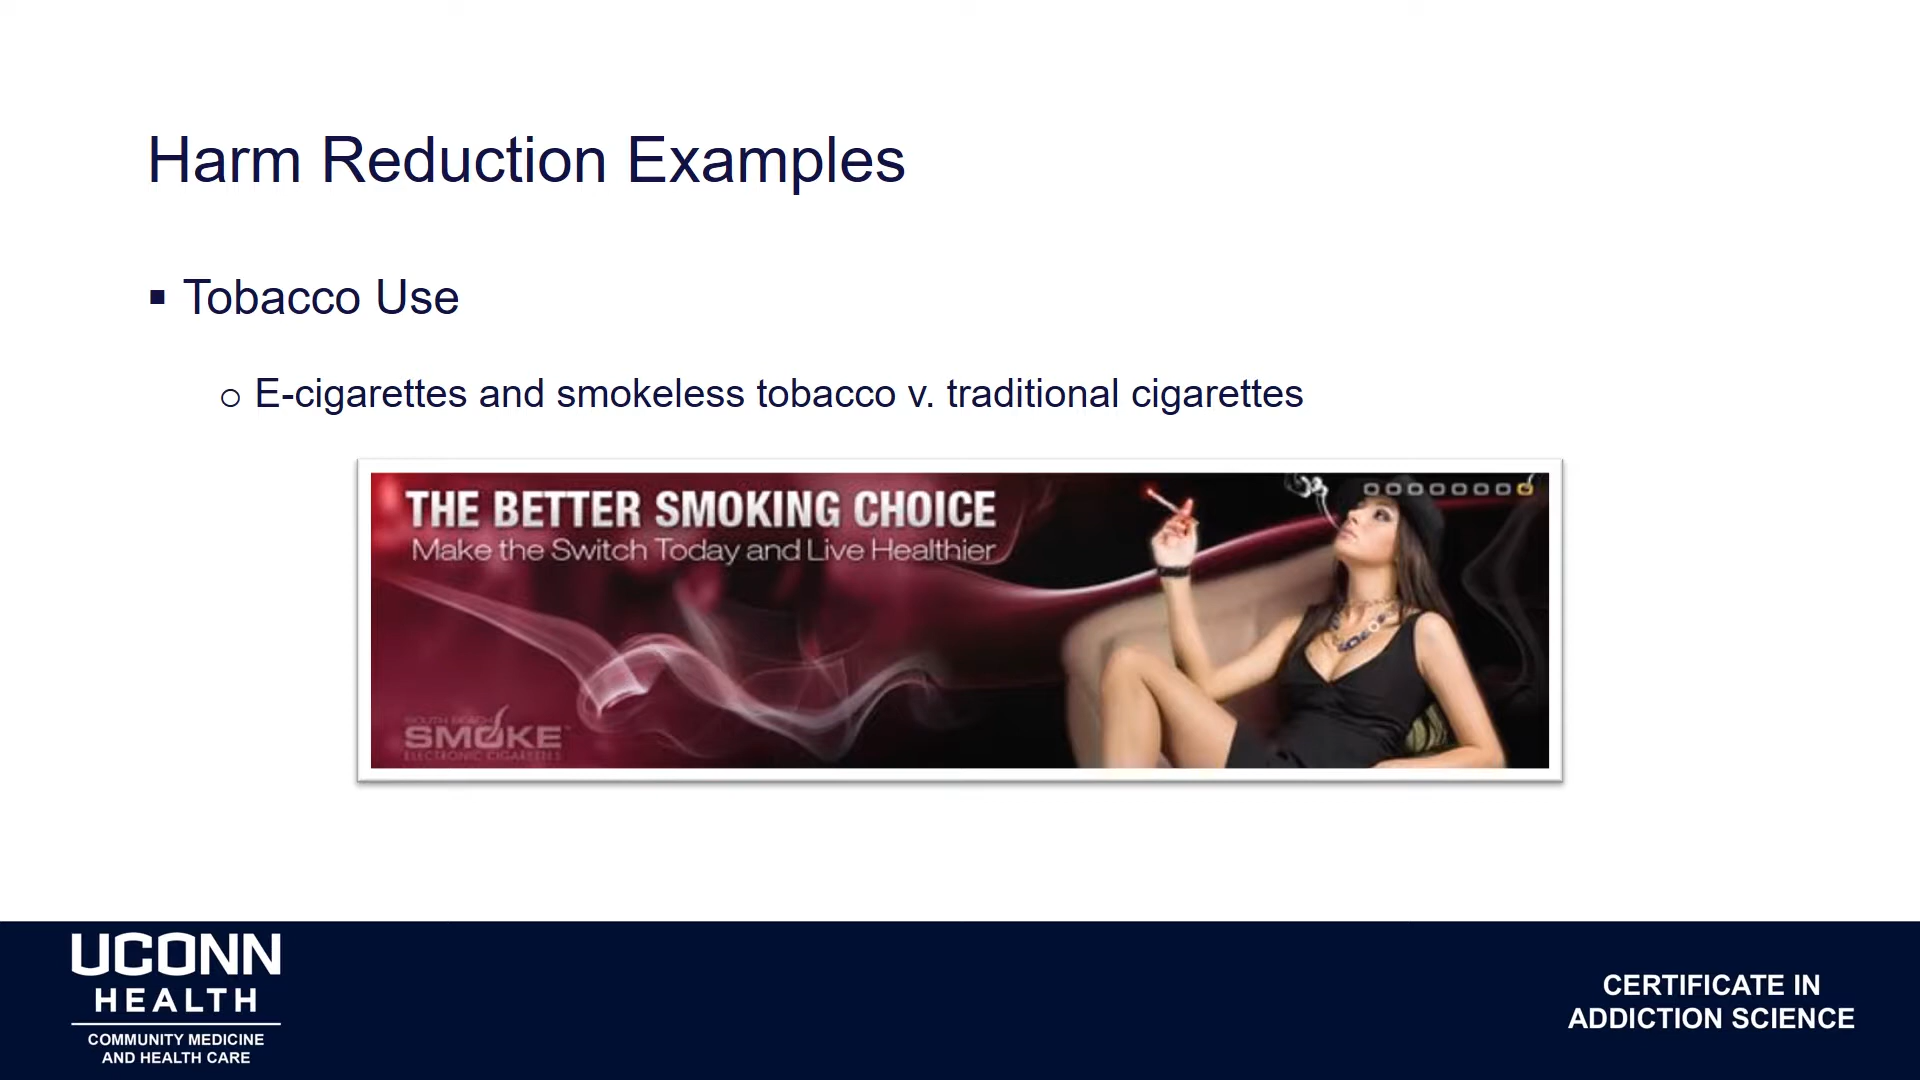 Harm Reduction Examples
Tobacco Use
E-cigarettes and smokeless tobacco v. traditional cigarettes
THE BETTER SMOKING CHOICE
Make the Switch Today and Live Healthier
SOUTH BEACH
SMOKE
ELECTRONIC CIGARETTES
UCONN
HEALTH
COMMUNITY MEDICINE
AND HEALTH CARE
CERTIFICATE IN
ADDICTION SCIENCE